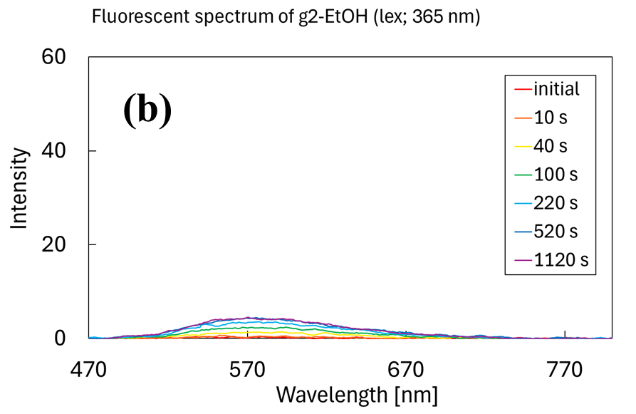 Fluorescent spectrum of g2-EtOH (lex; 365 nm)
(b)
Intensity
60
40
20
0
470
570
670
770
Wavelength [nm]
initial
10 s
40 s
100 s
220 s
520 s
1120 s